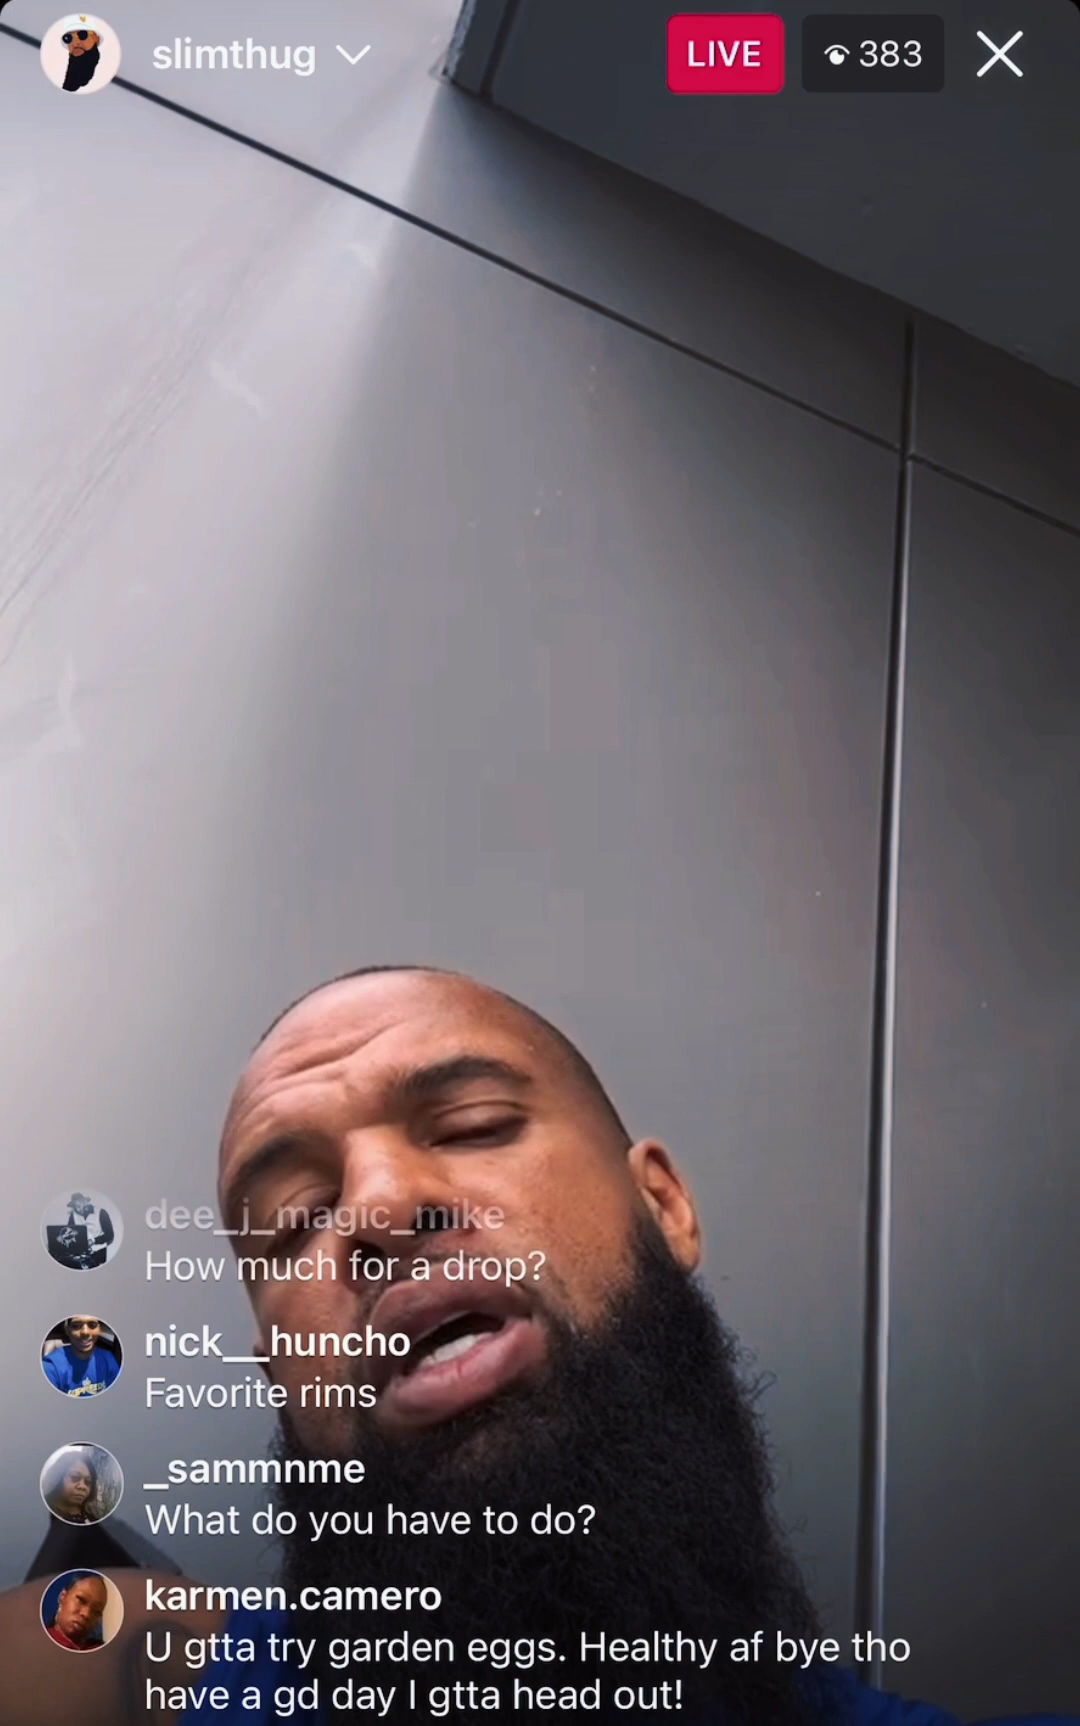 slimthug
LIVE
383
dee_j_magic_mike
How much for a drop?
nick__huncho
Favorite rims
_sammnme
What do you have to do?
karmen.camero
U gtta try garden eggs. Healthy af bye tho
have a gd day I gtta head out!